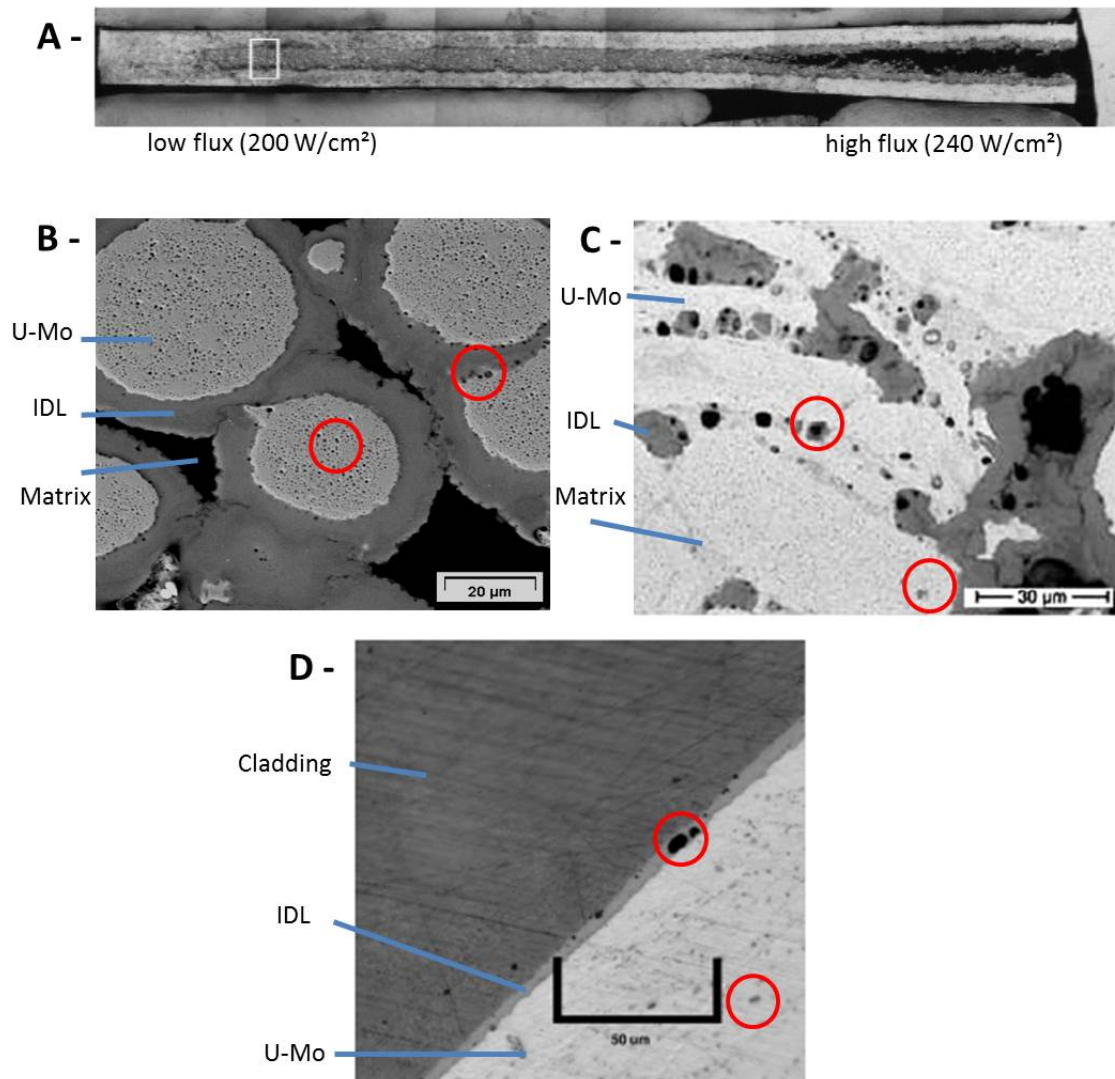 A -
low flux (200 W/cm²)
high flux (240 W/cm²)
B -
U-Mo
IDL
Matrix
20 µm
C -
U-Mo
IDL
Matrix
30 µm
D -
Cladding
IDL
U-Mo
50 um